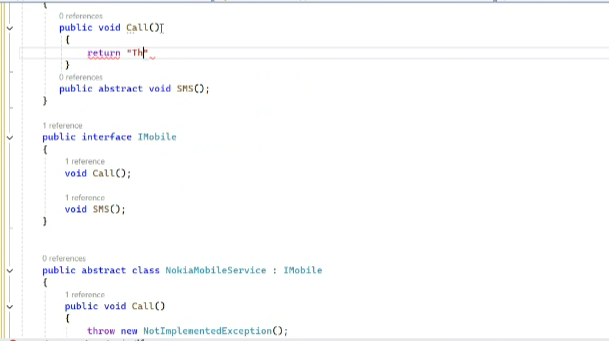 {
0 references
public void Call()
{
return "Th"
}
0 references
public abstract void SMS();
}
1 reference
public interface IMobile
{
1 reference
void Call();
1 reference
void SMS();
}
0 references
public abstract class NokiaMobileService : IMobile
{
1 reference
public void Call()
{
throw new NotImplementedException();